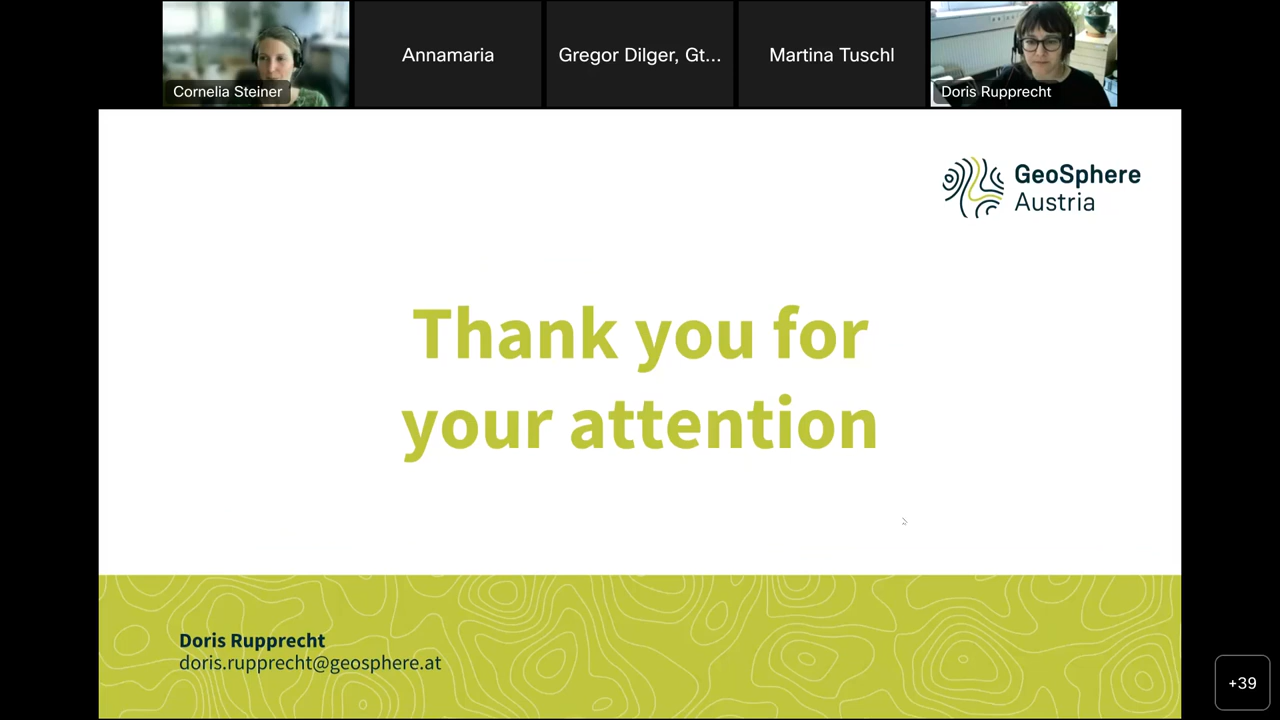 Cornelia Steiner
Annamaria
Gregor Dilger, Gt...
Martina Tuschl
Doris Rupprecht
GeoSphere
Austria
Thank you for
your attention
Doris Rupprecht
doris.rupprecht@geosphere.at
+39